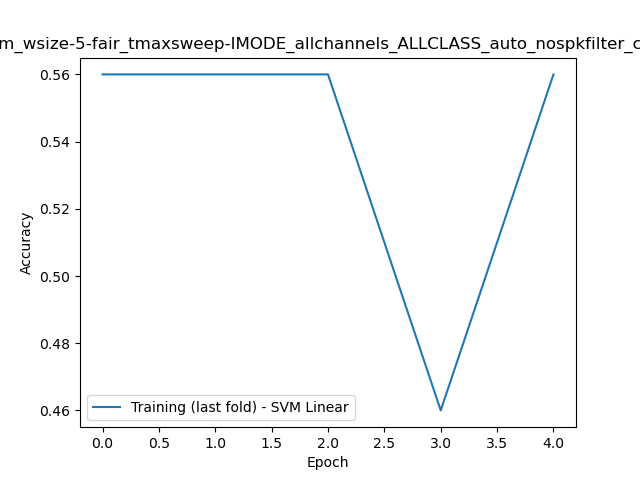 m_wsize-5-fair_tmaxsweep-IMODE_allchannels_ALLCLASS_auto_nospkfilter_c
0.56
0.54
0.52
0.50
0.48
0.46
Accuracy
Training (last fold) - SVM Linear
0.0 0.5 1.0 1.5 2.0 2.5 3.0 3.5 4.0
Epoch